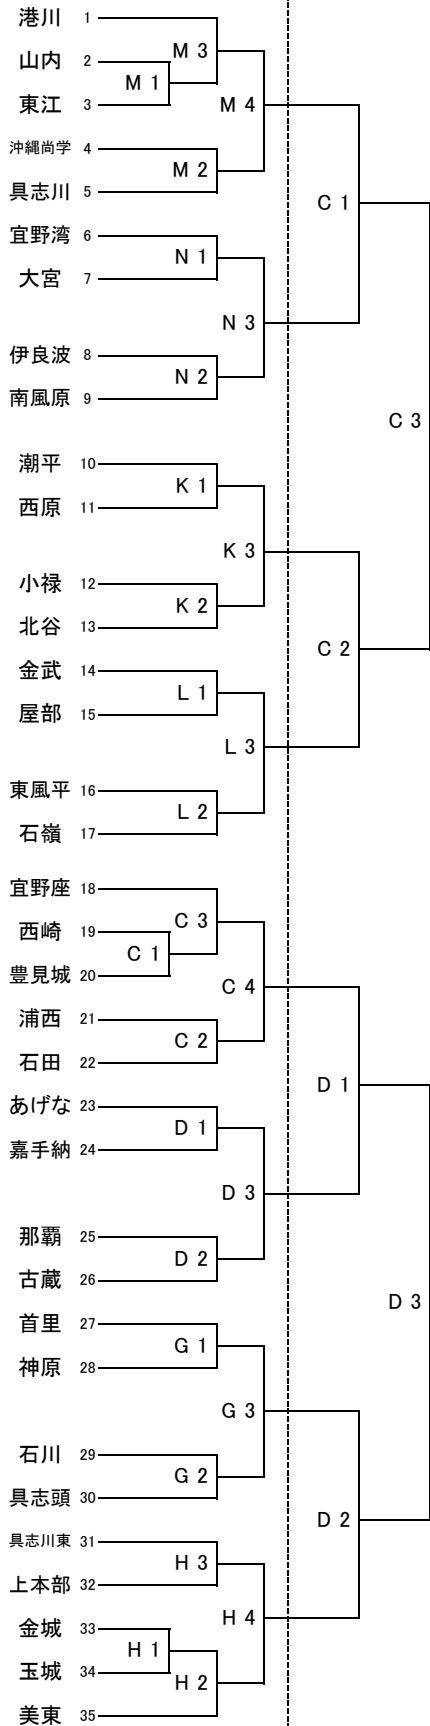 港川 1
M 3
山内 2
M 1
東江 3
M 4
沖縄尚学 4
M 2
具志川 5
C 1
宜野湾 6
N 1
大宮 7
N 3
伊良波 8
N 2
南風原 9
C 3
潮平 10
K 1
西原 11
K 3
小禄 12
K 2
北谷 13
C 2
金武 14
L 1
屋部 15
L 3
東風平 16
L 2
石嶺 17
宜野座 18
C 3
西崎 19
C 1
豊見城 20
C 4
浦西 21
C 2
石田 22
D 1
あげな 23
D 1
嘉手納 24
D 3
那覇 25
D 2
古蔵 26
D 3
首里 27
G 1
神原 28
G 3
石川 29
G 2
具志頭 30
D 2
具志川東 31
H 3
上本部 32
H 4
金城 33
H 1
玉城 34
H 2
美東 35